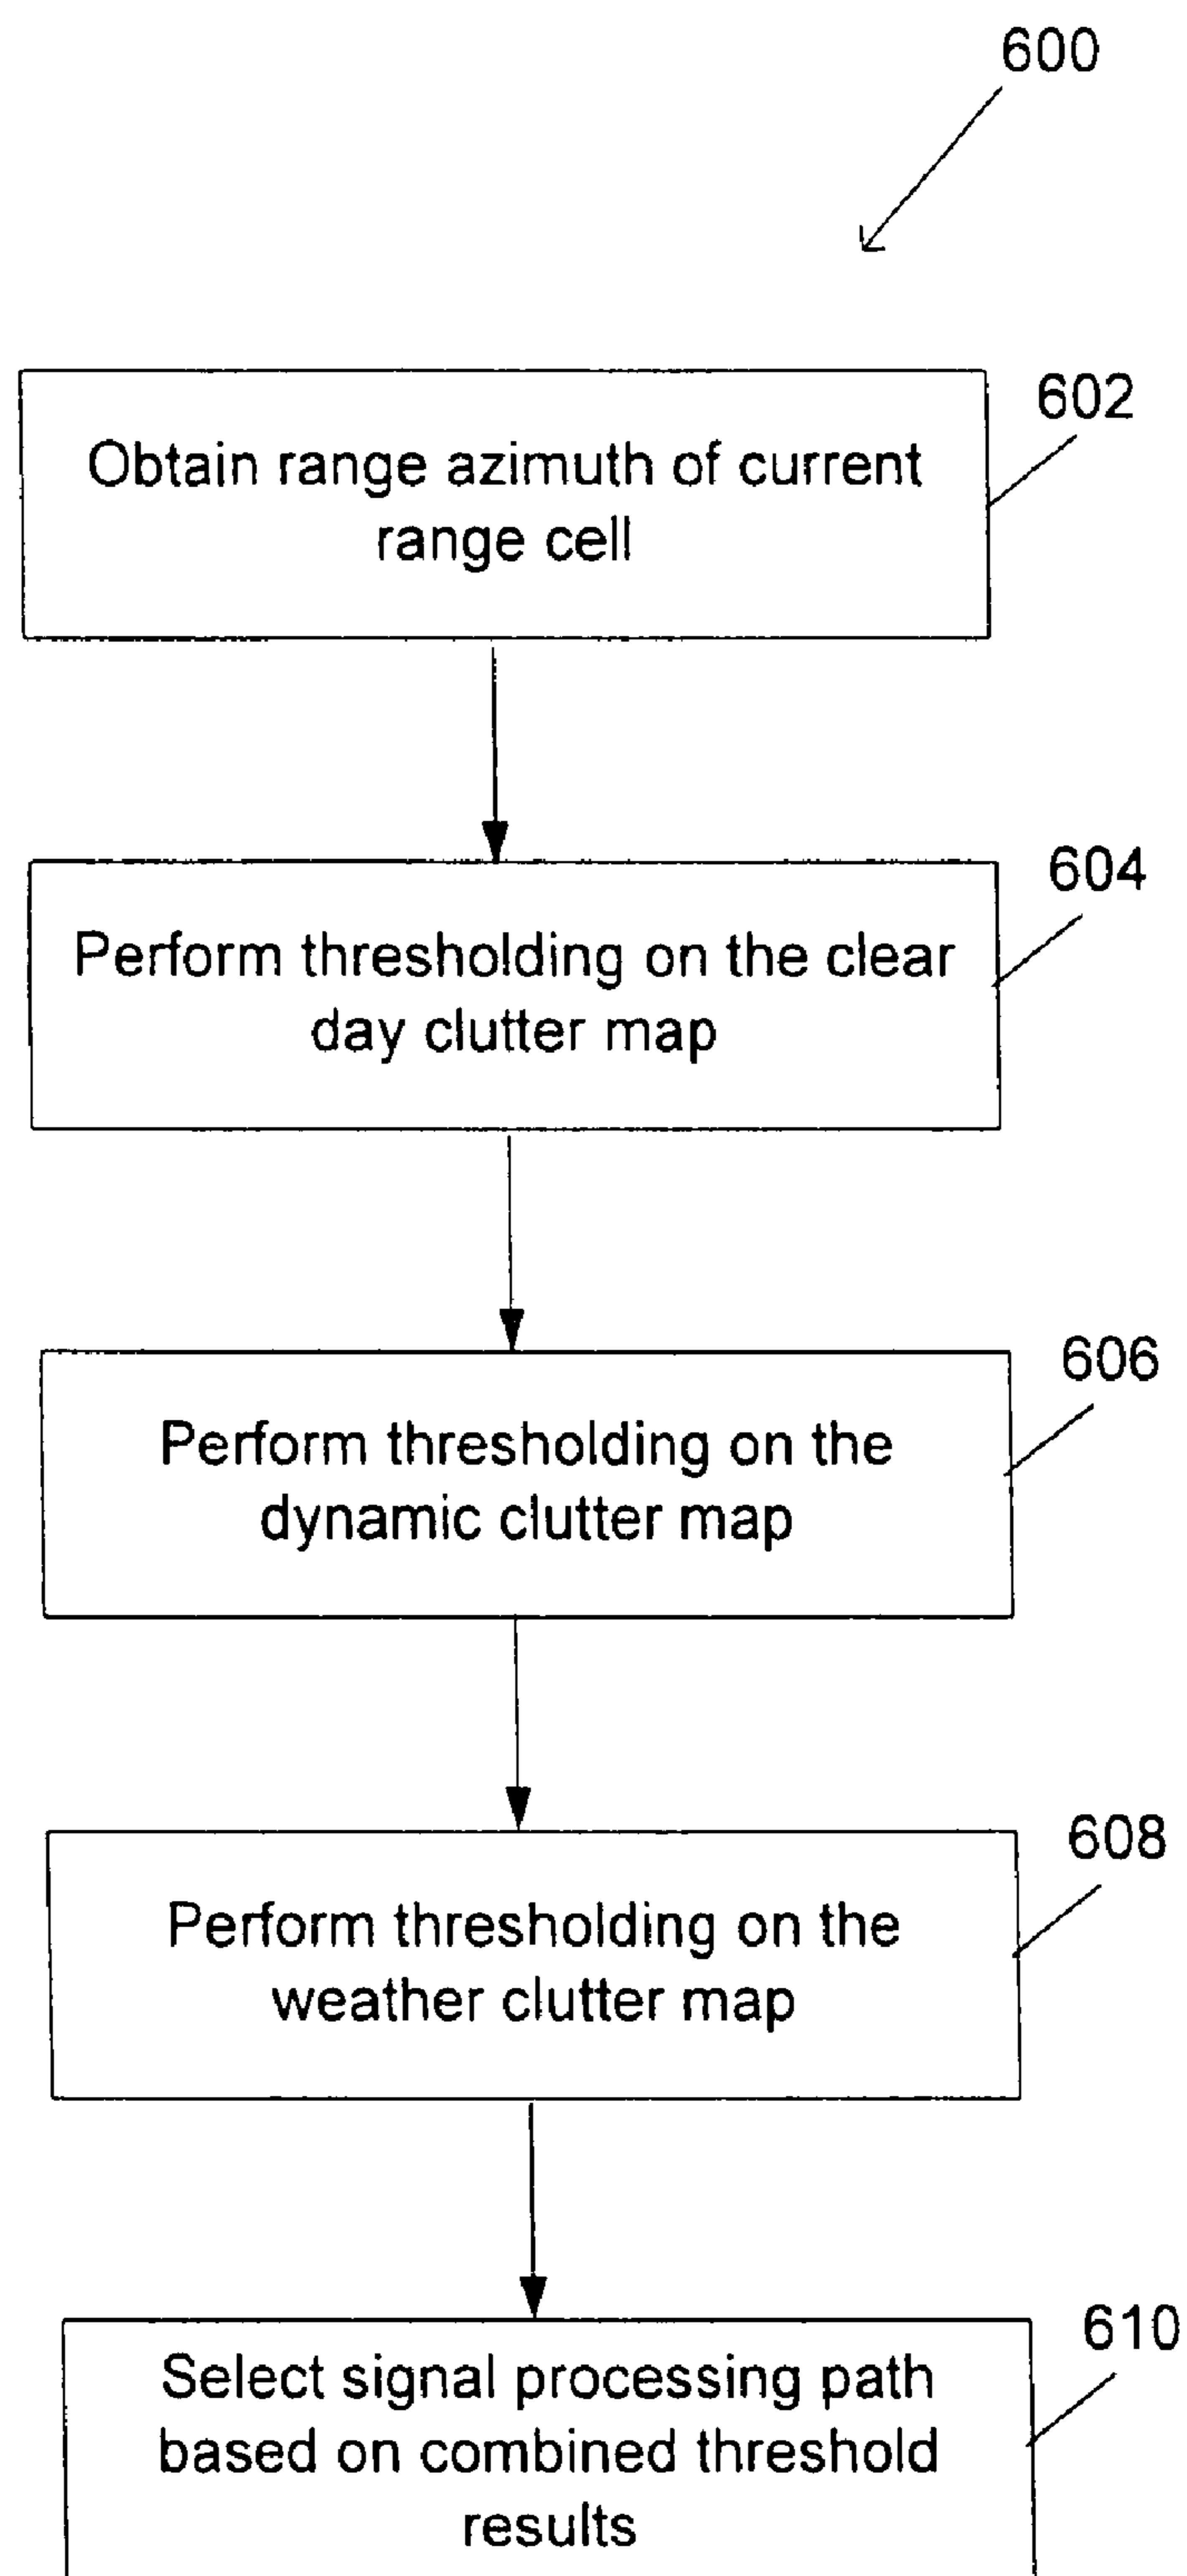 600
602
Obtain range azimuth of current
range cell
604
Perform thresholding on the clear
day clutter map
606
Perform thresholding on the
dynamic clutter map
608
Perform thresholding on the
weather clutter map
610
Select signal processing path
based on combined threshold
results